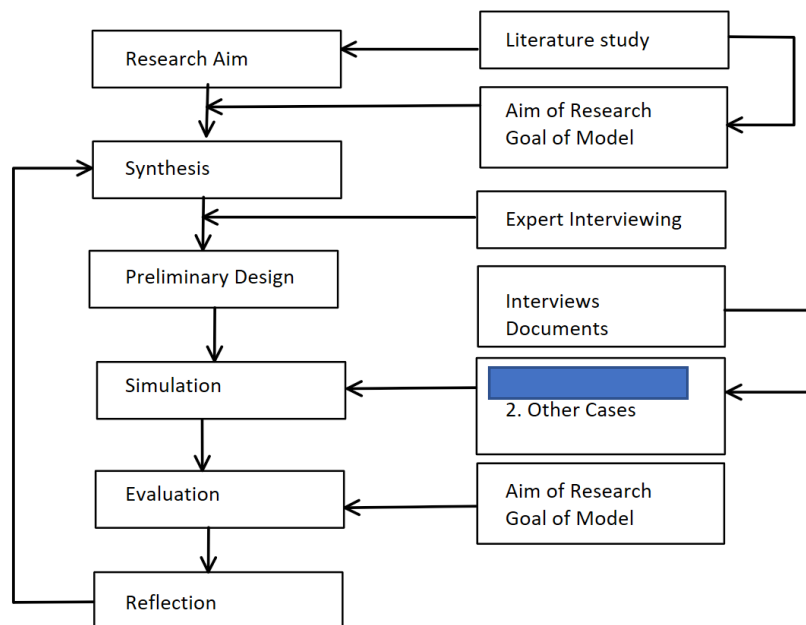 Literature study
Research Aim
Aim of Research
Goal of Model
Synthesis
Expert Interviewing
Preliminary Design
Interviews
Documents
Simulation
2. Other Cases
Evaluation
Aim of Research
Goal of Model
Reflection